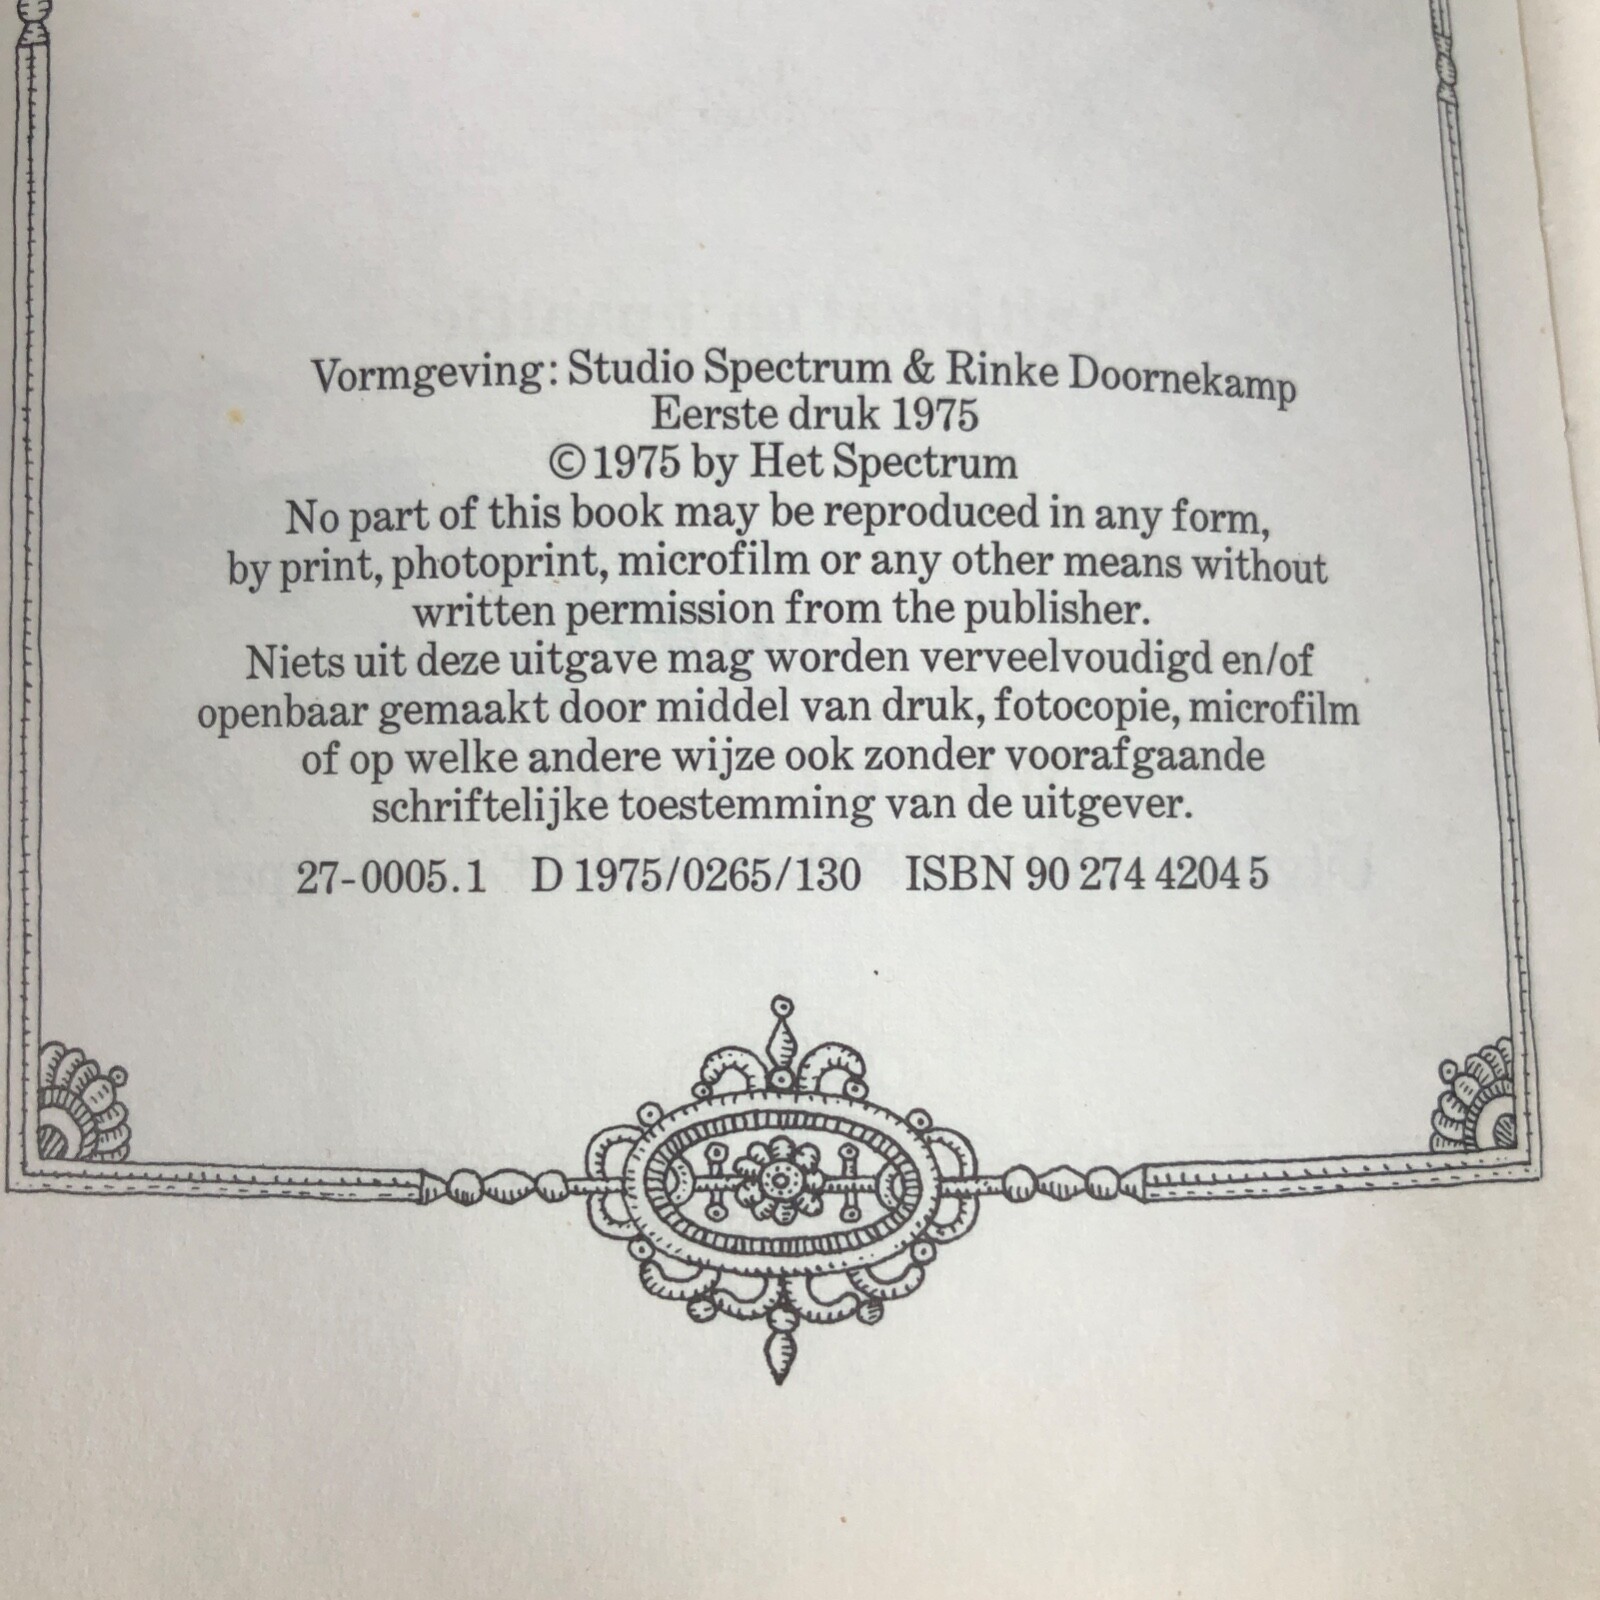 Vormgeving: Studio Spectrum & Rinke Doornekamp
Eerste druk 1975
©1975 by Het Spectrum
No part of this book may be reproduced in any form,
by print, photoprint, microfilm or any other means without
written permission from the publisher.
Niets uit deze uitgave mag worden verveelvoudigd en/of
openbaar gemaakt door middel van druk, fotocopie, microfilm
of op welke andere wijze ook zonder voorafgaande
schriftelijke toestemming van de uitgever.
27-0005.1 D 1975/0265/130 ISBN 90 274 4204 5